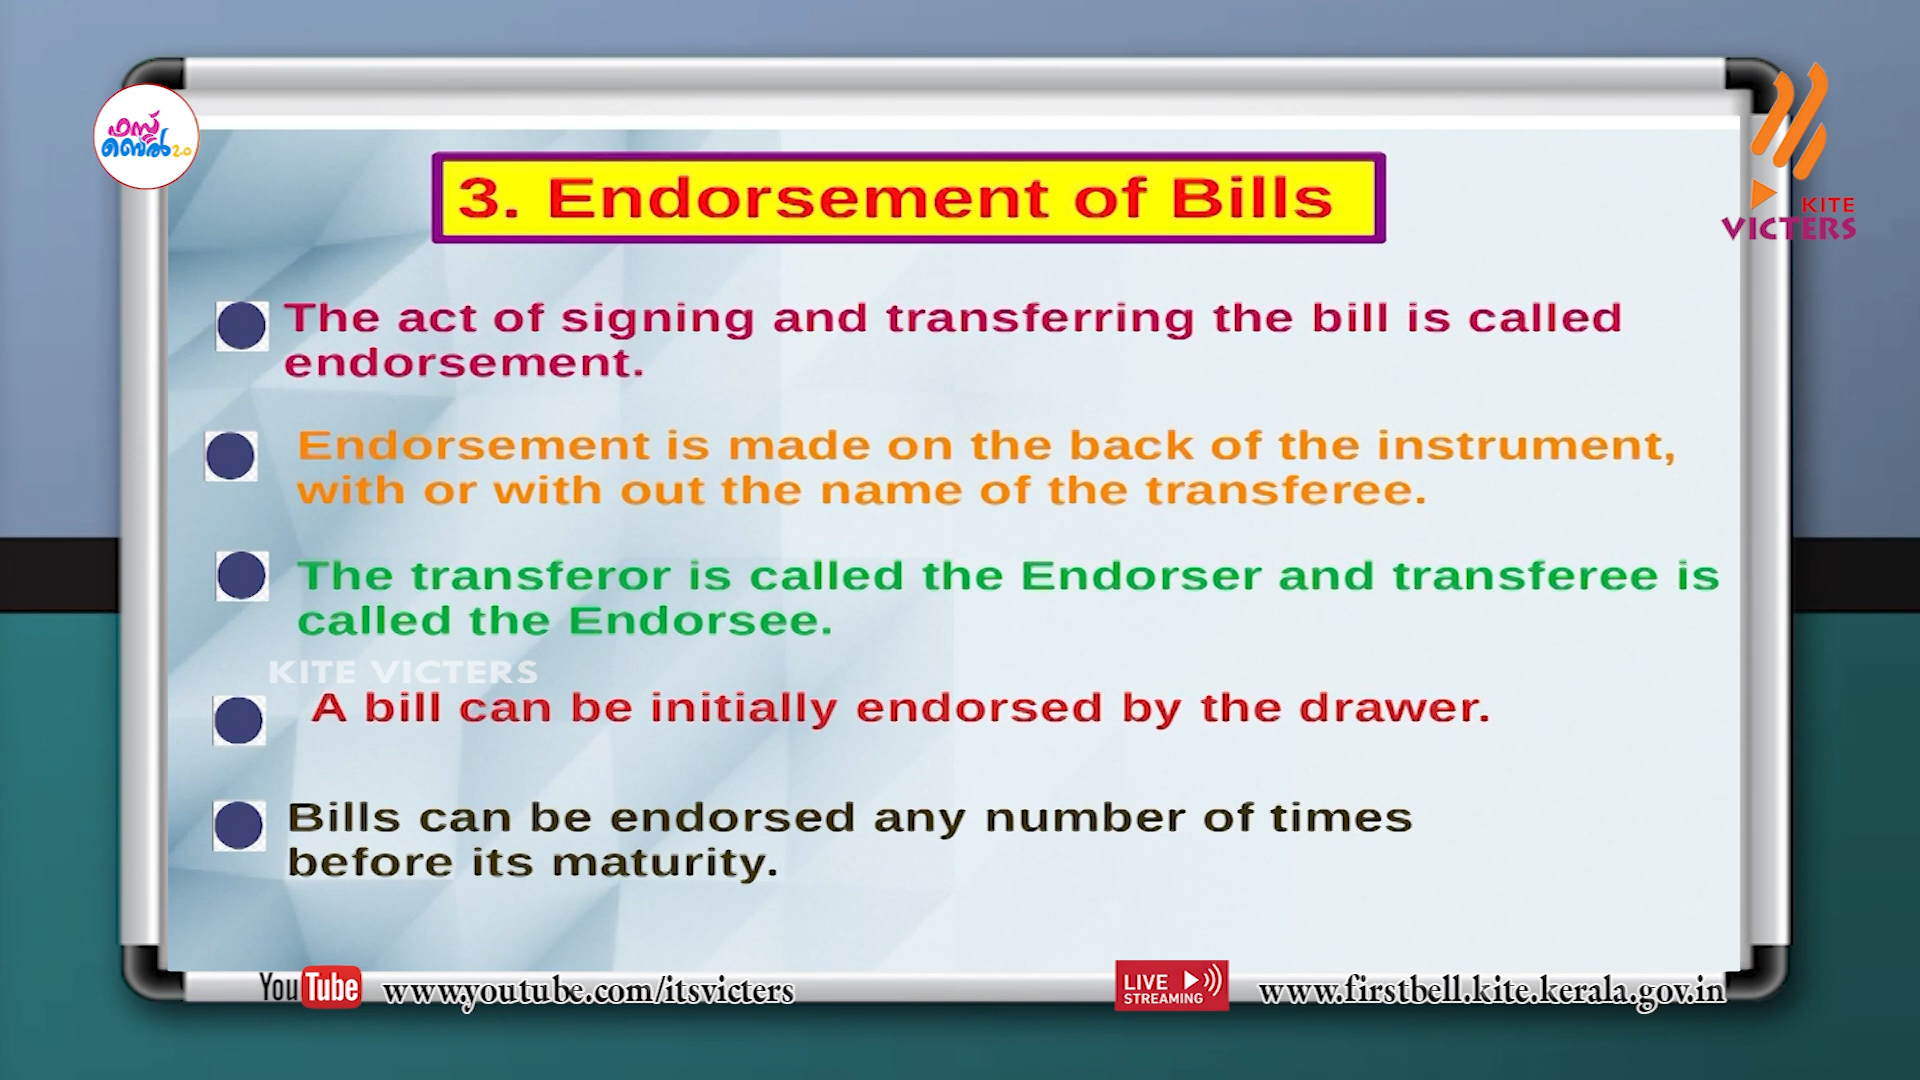 ഫസ്റ്റ്
ബെൽ 2.0
KITE
VICTERS
3. Endorsement of Bills
The act of signing and transferring the bill is called
endorsement.
Endorsement is made on the back of the instrument,
with or with out the name of the transferee.
The transferor is called the Endorser and transferee is
called the Endorsee.
KITE VICTERS
A bill can be initially endorsed by the drawer.
Bills can be endorsed any number of times
before its maturity.
YouTube www.youtube.com/itsvicters
LIVE STREAMING www.firstbell.kite.kerala.gov.in